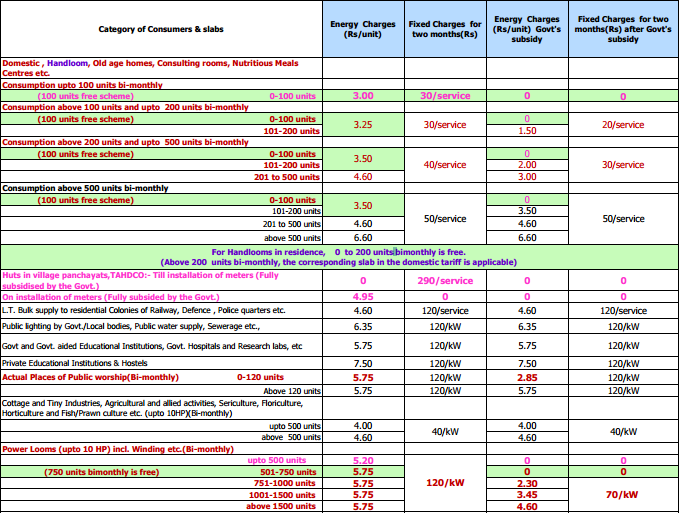 Category of Consumers & slabs
Energy Charges (Rs/unit)
Fixed Charges for two months(Rs)
Energy Charges (Rs/unit) Govt's subsidy
Fixed Charges for two months(Rs) after Govt's subsidy
Domestic , Handloom, Old age homes, Consulting rooms, Nutritious Meals
Centres etc.
Consumption upto 100 units bi-monthly
(100 units free scheme) 0-100 units 3.00 30/service 0 0
Consumption above 100 units and upto 200 units bi-monthly
(100 units free scheme) 0-100 units 3.25 30/service 0 20/service
101-200 units 1.50
Consumption above 200 units and upto 500 units bi-monthly
(100 units free scheme) 0-100 units 3.50 40/service 0 30/service
101-200 units 2.00
201 to 500 units 4.60 3.00
Consumption above 500 units bi-monthly
(100 units free scheme) 0-100 units 3.50 50/service 0 50/service
101-200 units 3.50
201 to 500 units 4.60 4.60
above 500 units 6.60 6.60
For Handlooms in residence, 0 to 200 units bimonthly is free.
(Above 200 units bi-monthly, the corresponding slab in the domestic tariff is applicable)
Huts in village panchayats,TAHDCO:- Till installation of meters (Fully
subsidised by the Govt.) 0 290/service 0 0
On installation of meters (Fully subsided by the Govt.) 4.95 0 0 0
L.T. Bulk supply to residential Colonies of Railway, Defence , Police quarters etc. 4.60 120/service 4.60 120/service
Public lighting by Govt./Local bodies, Public water supply, Sewerage etc., 6.35 120/kW 6.35 120/kW
Govt and Govt. aided Educational Institutions, Govt. Hospitals and Research labs, etc 5.75 120/kW 5.75 120/kW
Private Educational Institutions & Hostels 7.50 120/kW 7.50 120/kW
Actual Places of Public worship(Bi-monthly) 0-120 units 5.75 120/kW 2.85 120/kW
Above 120 units 5.75 120/kW 5.75 120/kW
Cottage and Tiny Industries, Agricultural and allied activities, Sericulture, Floriculture,
Horticulture and Fish/Prawn culture etc. (upto 10HP)(Bi-monthly)
upto 500 units 4.00 40/kW 4.00 40/kW
above 500 units 4.60 4.60
Power Looms (upto 10 HP) incl. Winding etc.(Bi-monthly)
upto 500 units 5.20 120/kW 0 0
(750 units bimonthly is free) 501-750 units 5.75 0 0
751-1000 units 5.75 2.30 70/kW
1001-1500 units 5.75 3.45
above 1500 units 5.75 4.60